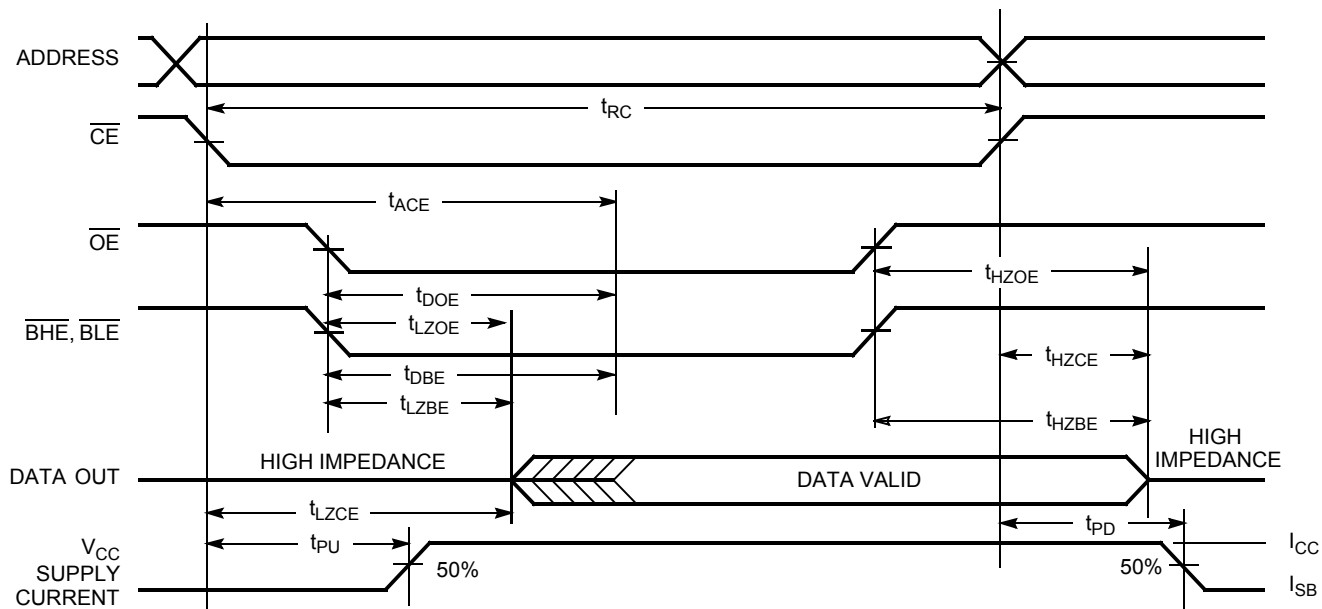 ADDRESS
tRC
CE
tACE
OE
tHZOE
tDOE
tLZOE
BHE, BLE
tHZCE
tDBE
tLZBE
tHZBE
HIGH IMPEDANCE
HIGH
IMPEDANCE
DATA OUT
DATA VALID
tLZCE
tPD
tPU
VCC
SUPPLY
CURRENT
50%
50%
ICC
ISB